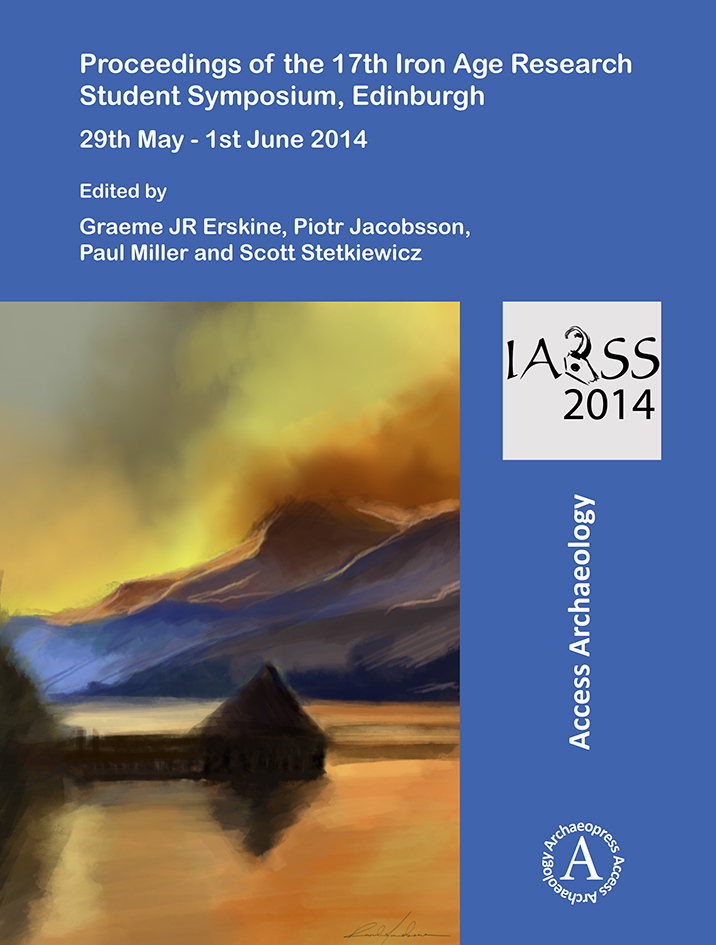 Proceedings of the 17th Iron Age Research
Student Symposium, Edinburgh
29th May - 1st June 2014
Edited by
Graeme JR Erskine, Piotr Jacobsson,
Paul Miller and Scott Stetkiewicz
IARSS
2014
Access Archaeology
Archaeopress Access Archaeology
A